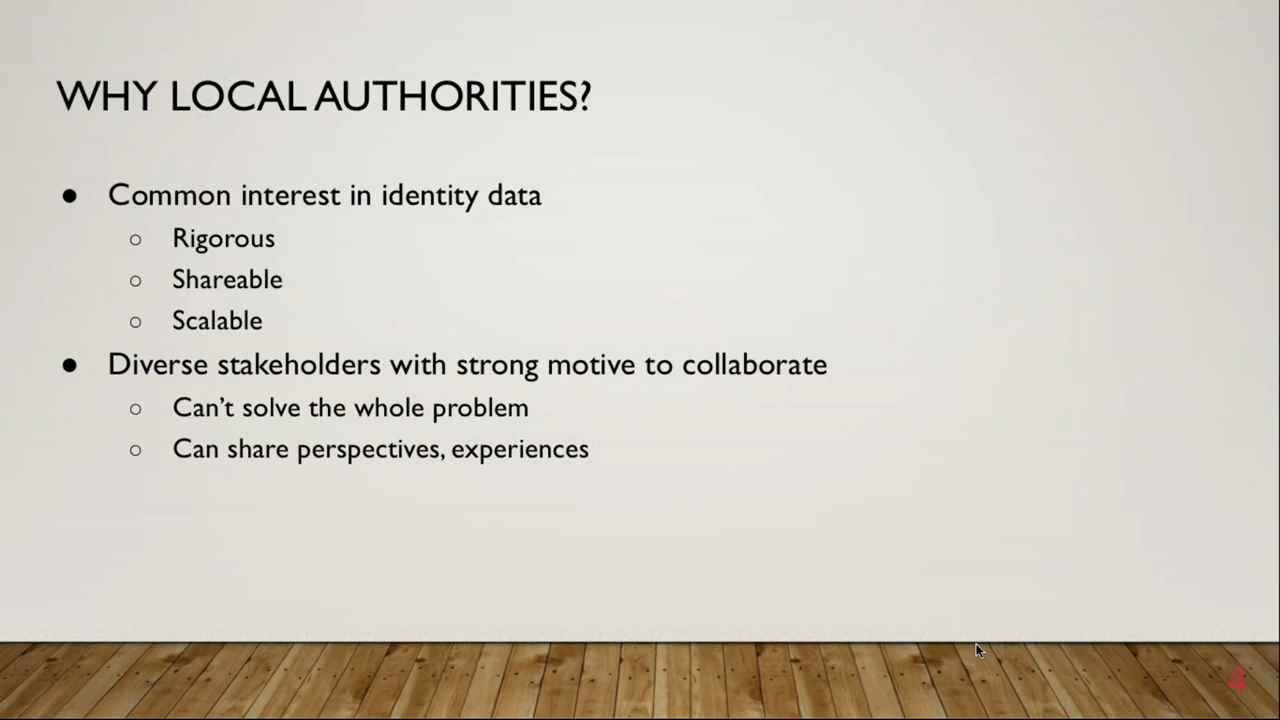 WHY LOCAL AUTHORITIES?
● Common interest in identity data
○ Rigorous
○ Shareable
○ Scalable
● Diverse stakeholders with strong motive to collaborate
○ Can’t solve the whole problem
○ Can share perspectives, experiences
4